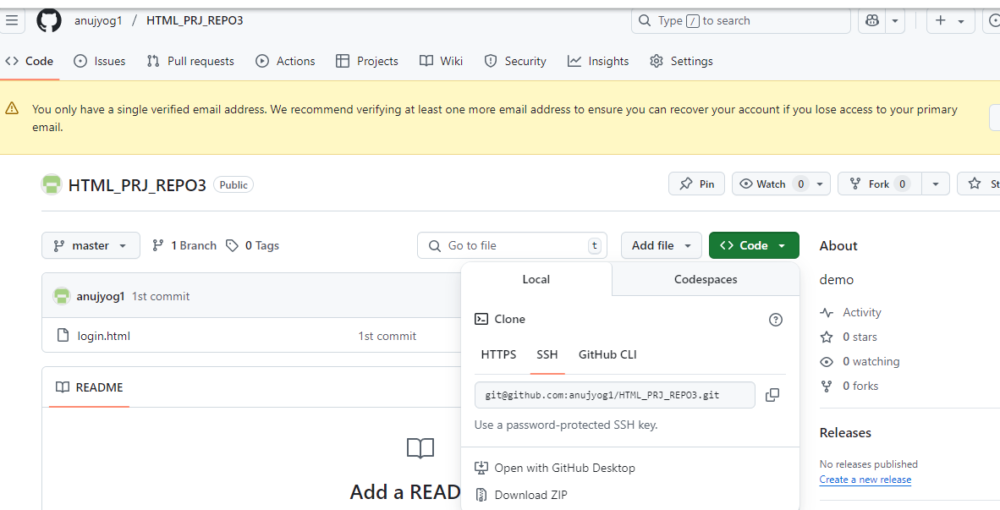 anujyog1 / HTML_PRJ_REPO3
Type / to search
Code
Issues
Pull requests
Actions
Projects
Wiki
Security
Insights
Settings
You only have a single verified email address. We recommend verifying at least one more email address to ensure you can recover your account if you lose access to your primary
email.
HTML_PRJ_REPO3 Public
Pin
Watch 0
Fork 0
St
master
1 Branch
0 Tags
Go to file t
Add file
Code
About
anujyog1 1st commit
login.html 1st commit
README
Add a READ
Local
Codespaces
Clone
HTTPS
SSH
GitHub CLI
git@github.com:anujyog1/HTML_PRJ_REPO3.git
Use a password-protected SSH key.
Open with GitHub Desktop
Download ZIP
demo
Activity
0 stars
0 watching
0 forks
Releases
No releases published
Create a new release